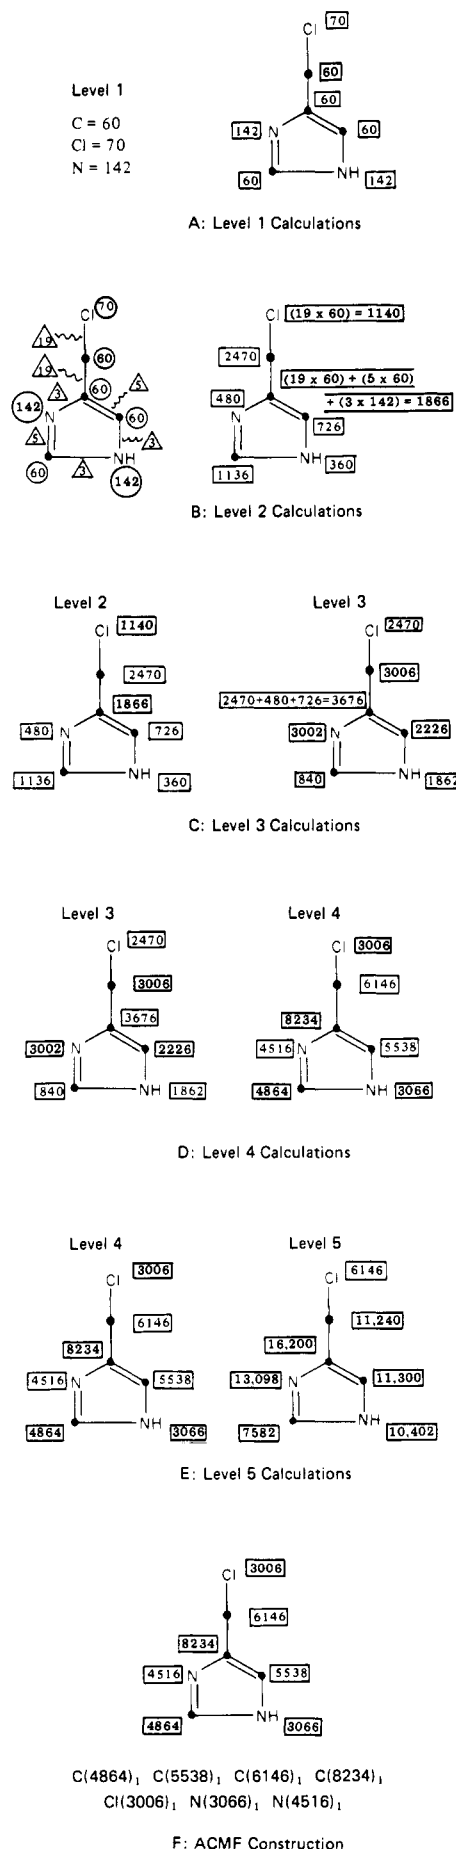 Cl 70
Level 1
60
60
C = 60
Cl = 70
142 N 60
N = 142
60 NH 142
A: Level 1 Calculations
Cl 70 Cl (19 x 60) = 1140
19
60 2470
19
3 60 5 480 (19 x 60) + (5 x 60)
142 N 60 N + (3 x 142) = 1866
5 3 726
60 3 NH 142 1136 NH 360
B: Level 2 Calculations
Level 2 Level 3
Cl 1140 Cl 2470
2470 3006
1866 2470+480+726=3676
480 N 726 3002 N 2226
1136 NH 360 840 NH 1862
C: Level 3 Calculations
Level 3 Level 4
Cl 2470 Cl 3006
3006 6146
3676 8234
3002 N 2226 4516 N 5538
840 NH 1862 4864 NH 3066
D: Level 4 Calculations
Level 4 Level 5
Cl 3006 Cl 6146
6146 11,240
8234 16,200
4516 N 5538 13,098 N 11,300
4864 NH 3066 7582 NH 10,402
E: Level 5 Calculations
Cl 3006
6146
8234
4516 N 5538
4864 NH 3066
C(4864)₁ C(5538)₁ C(6146)₁ C(8234)₁
Cl(3006)₁ N(3066)₁ N(4516)₁
F: ACMF Construction